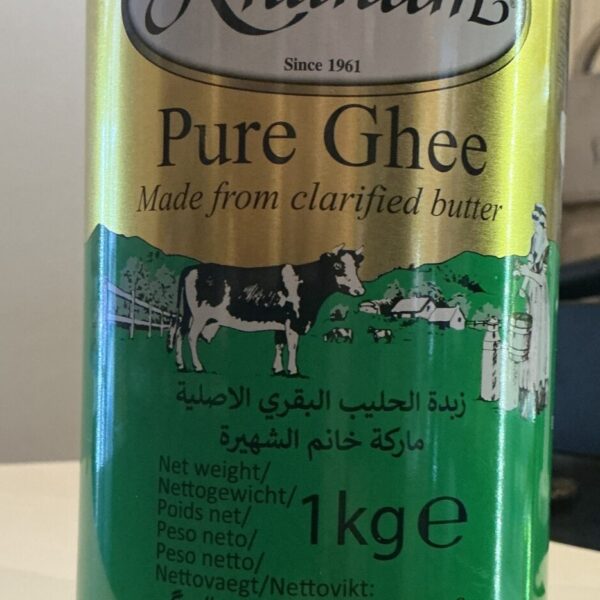 Since 1961
Pure Ghee
Made from clarified butter
زبدة الحليب البقري الاصلية
ماركة خانم الشهيرة
Net weight/
Nettogewicht/
Poids net/
Peso neto/
Peso netto/
Nettovaegt/Nettovikt:
1kg℮